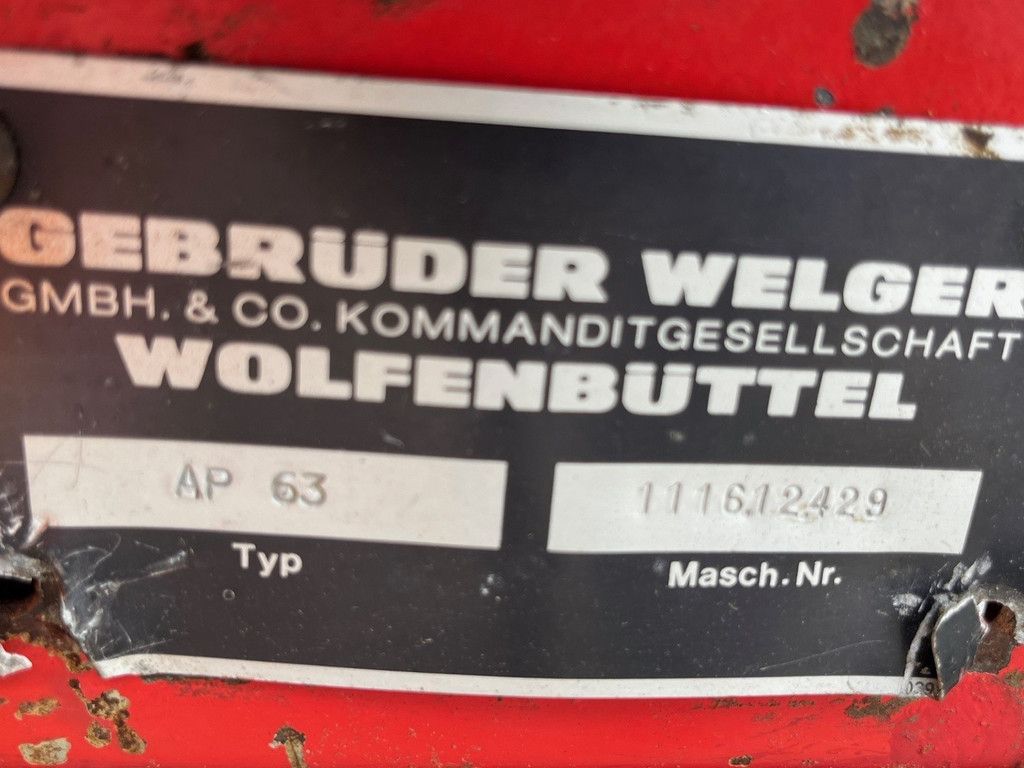 GEBRÜDER WELGER
GMBH. & CO. KOMMANDITGESELLSCHAFT
WOLFENBÜTTEL
AP 63
Typ
111612429
Masch. Nr.